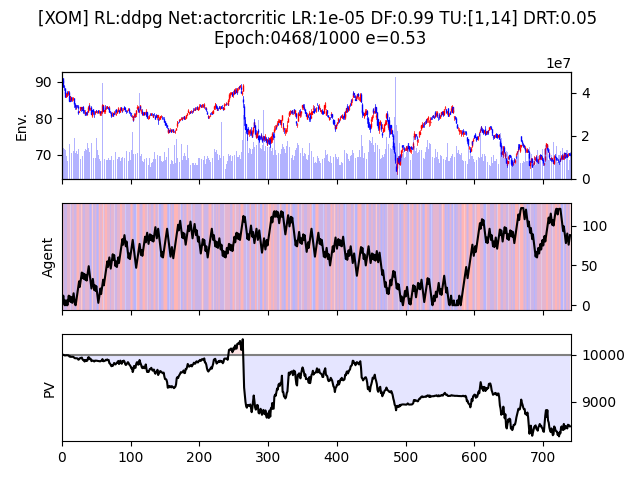 [XOM] RL:ddpg Net:actorcritic LR:1e-05 DF:0.99 TU:[1,14] DRT:0.05
Epoch:0468/1000 e=0.53
1e7
Env.
90
80
70
4
2
0
Agent
100
50
0
PV
10000
9000
0 100 200 300 400 500 600 700